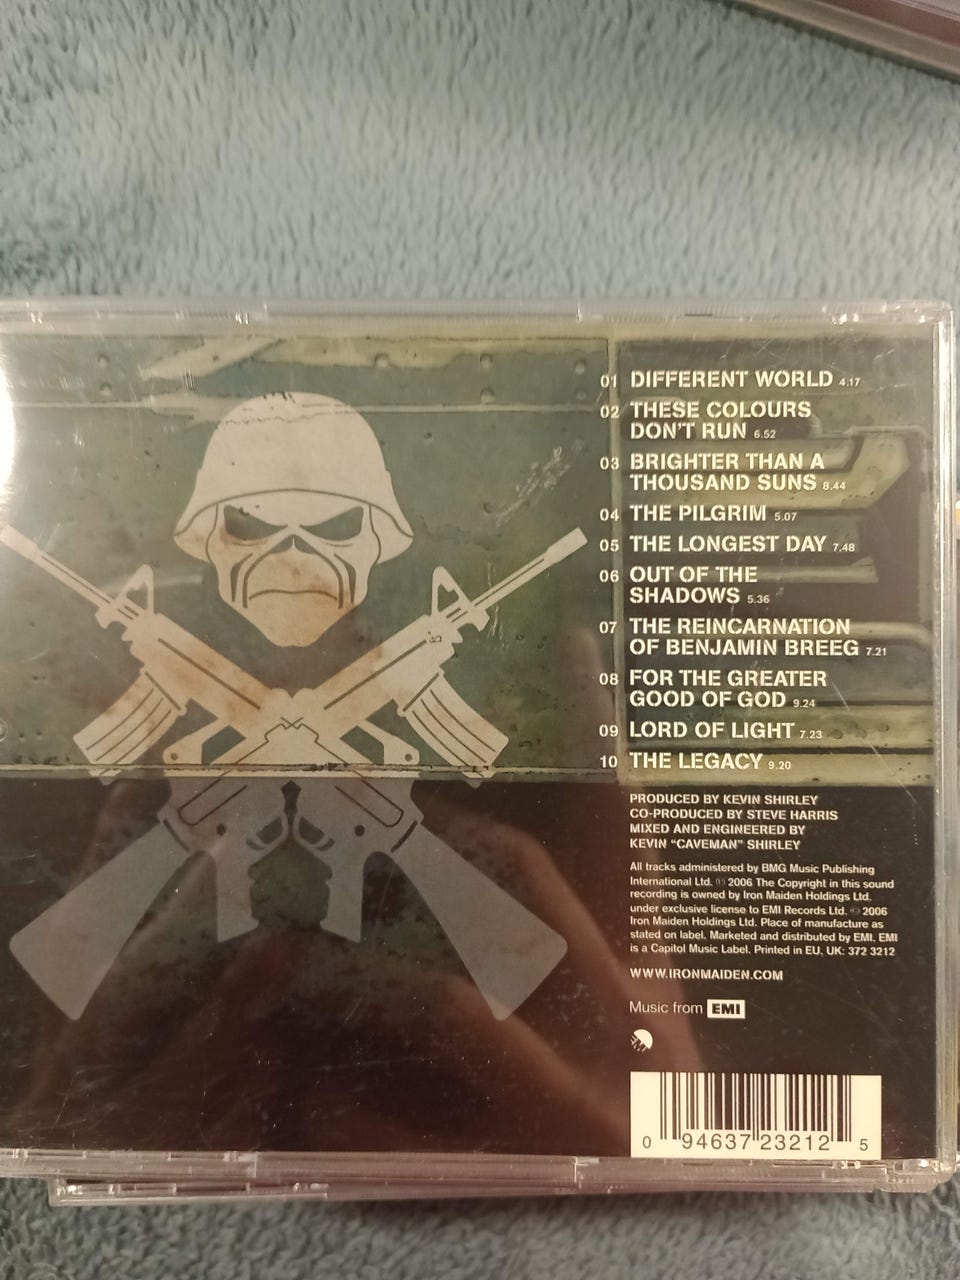 01 DIFFERENT WORLD 4.17
02 THESE COLOURS
DON'T RUN 6.52
03 BRIGHTER THAN A
THOUSAND SUNS 8.44
04 THE PILGRIM 5.07
05 THE LONGEST DAY 7.48
06 OUT OF THE
SHADOWS 5.36
07 THE REINCARNATION
OF BENJAMIN BREEG 7.21
08 FOR THE GREATER
GOOD OF GOD 9.24
09 LORD OF LIGHT 7.23
10 THE LEGACY 9.20
PRODUCED BY KEVIN SHIRLEY
CO-PRODUCED BY STEVE HARRIS
MIXED AND ENGINEERED BY
KEVIN "CAVEMAN" SHIRLEY
All tracks administered by BMG Music Publishing
International Ltd. ℗ 2006 The Copyright in this sound
recording is owned by Iron Maiden Holdings Ltd.
under exclusive license to EMI Records Ltd. © 2006
Iron Maiden Holdings Ltd. Place of manufacture as
stated on label. Marketed and distributed by EMI. EMI
is a Capitol Music Label. Printed in EU, UK: 372 3212
WWW.IRONMAIDEN.COM
Music from EMI
EMI
0 94637 23212 5